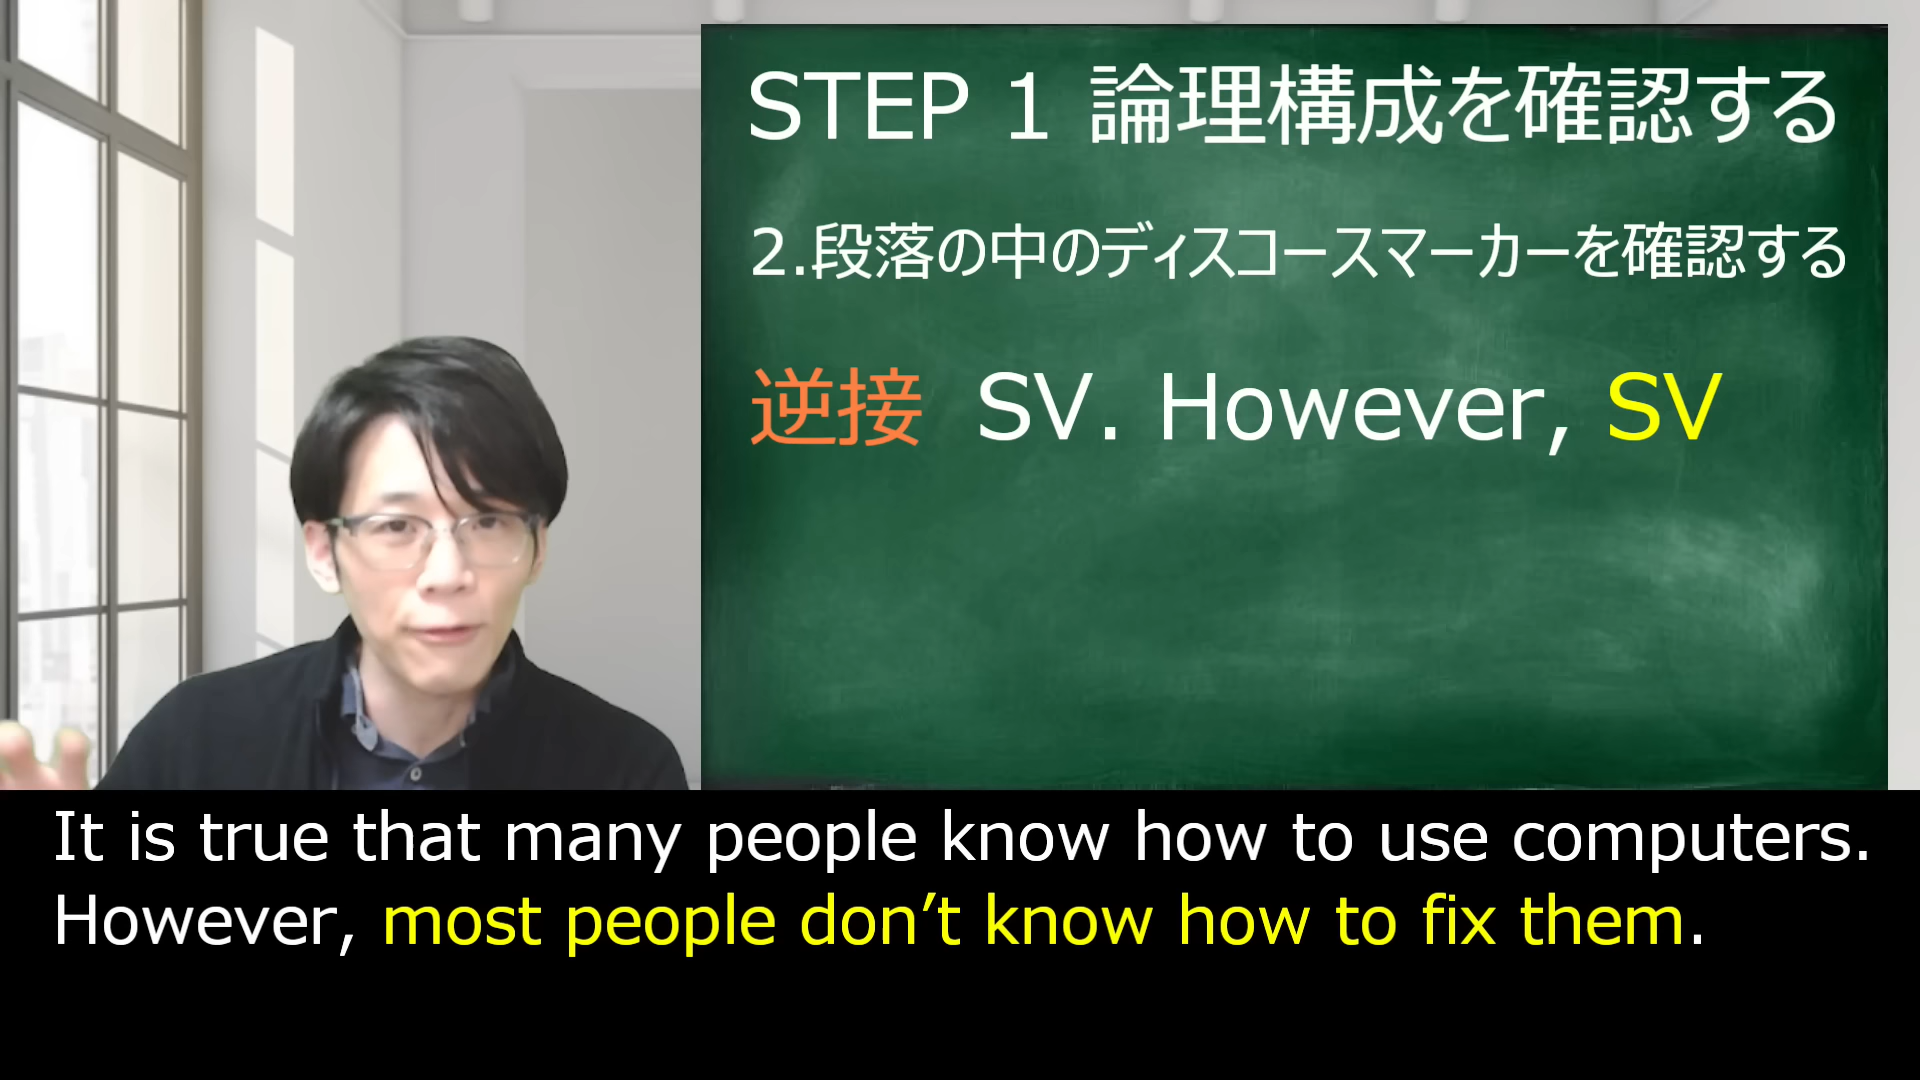 STEP 1 論理構成を確認する
2.段落の中のディスコースマーカーを確認する
逆接 SV. However, SV
It is true that many people know how to use computers.
However, most people don’t know how to fix them.